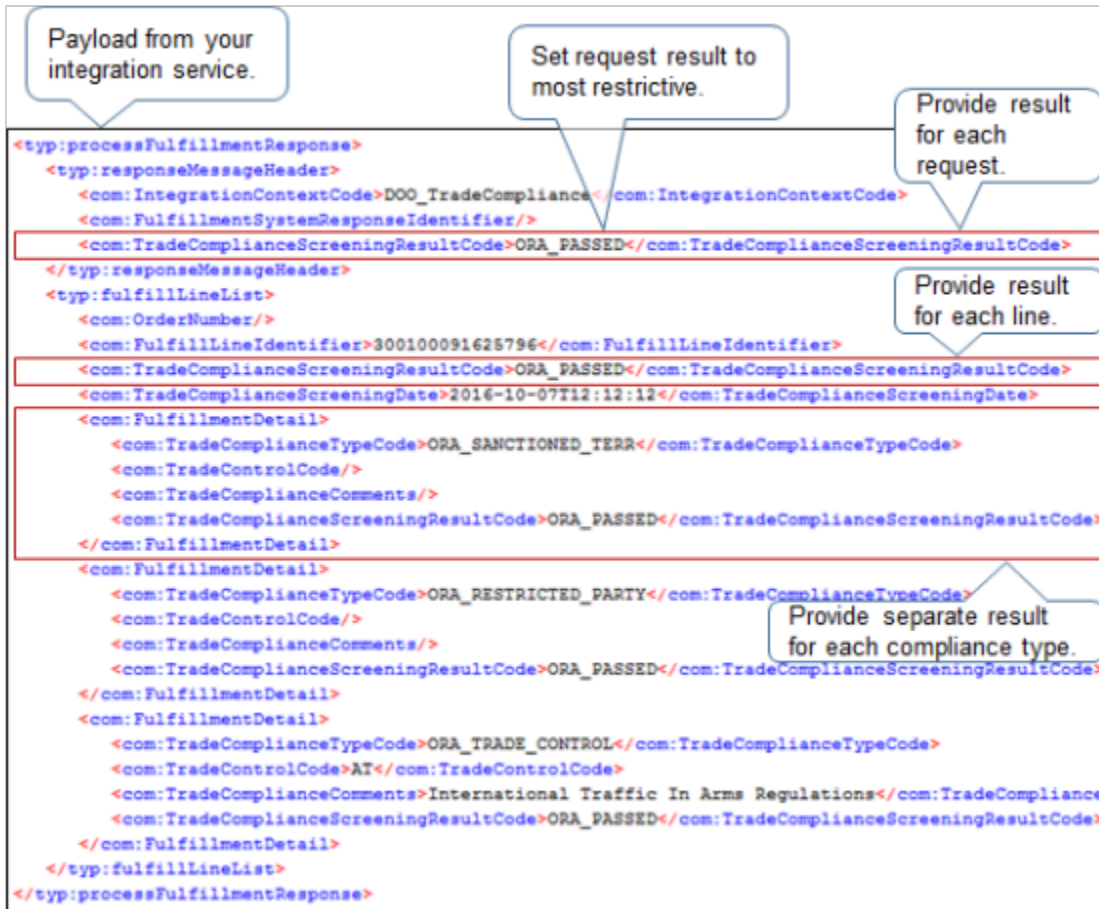 Payload from your
integration service.
Set request result to
most restrictive.
Provide result
for each
request.
<typ:processFulfillmentResponse>
<typ:responseMessageHeader>
<com:IntegrationContextCode>DOO_TradeCompliance</com:IntegrationContextCode>
<com:FulfillmentSystemResponseIdentifier/>
<com:TradeComplianceScreeningResultCode>ORA_PASSED</com:TradeComplianceScreeningResultCode>
</typ:responseMessageHeader>
<typ:fulfillLineList>
Provide result
for each line.
<com:OrderNumber/>
<com:FulfillLineIdentifier>300100091625796</com:FulfillLineIdentifier>
<com:TradeComplianceScreeningResultCode>ORA_PASSED</com:TradeComplianceScreeningResultCode>
<com:TradeComplianceScreeningDate>2016-10-07T12:12:12</com:TradeComplianceScreeningDate>
<com:FulfillmentDetail>
<com:TradeComplianceTypeCode>ORA_SANCTIONED_TERR</com:TradeComplianceTypeCode>
<com:TradeControlCode/>
<com:TradeComplianceComments/>
<com:TradeComplianceScreeningResultCode>ORA_PASSED</com:TradeComplianceScreeningResultCode>
</com:FulfillmentDetail>
<com:FulfillmentDetail>
<com:TradeComplianceTypeCode>ORA_RESTRICTED_PARTY</com:TradeComplianceTypeCode>
<com:TradeControlCode/>
Provide separate result
for each compliance type.
<com:TradeComplianceComments/>
<com:TradeComplianceScreeningResultCode>ORA_PASSED</com:TradeComplianceScreeningResultCode>
</com:FulfillmentDetail>
<com:FulfillmentDetail>
<com:TradeComplianceTypeCode>ORA_TRADE_CONTROL</com:TradeComplianceTypeCode>
<com:TradeControlCode>AT</com:TradeControlCode>
<com:TradeComplianceComments>International Traffic In Arms Regulations</com:TradeCompliance
<com:TradeComplianceScreeningResultCode>ORA_PASSED</com:TradeComplianceScreeningResultCode>
</com:FulfillmentDetail>
</typ:fulfillLineList>
</typ:processFulfillmentResponse>